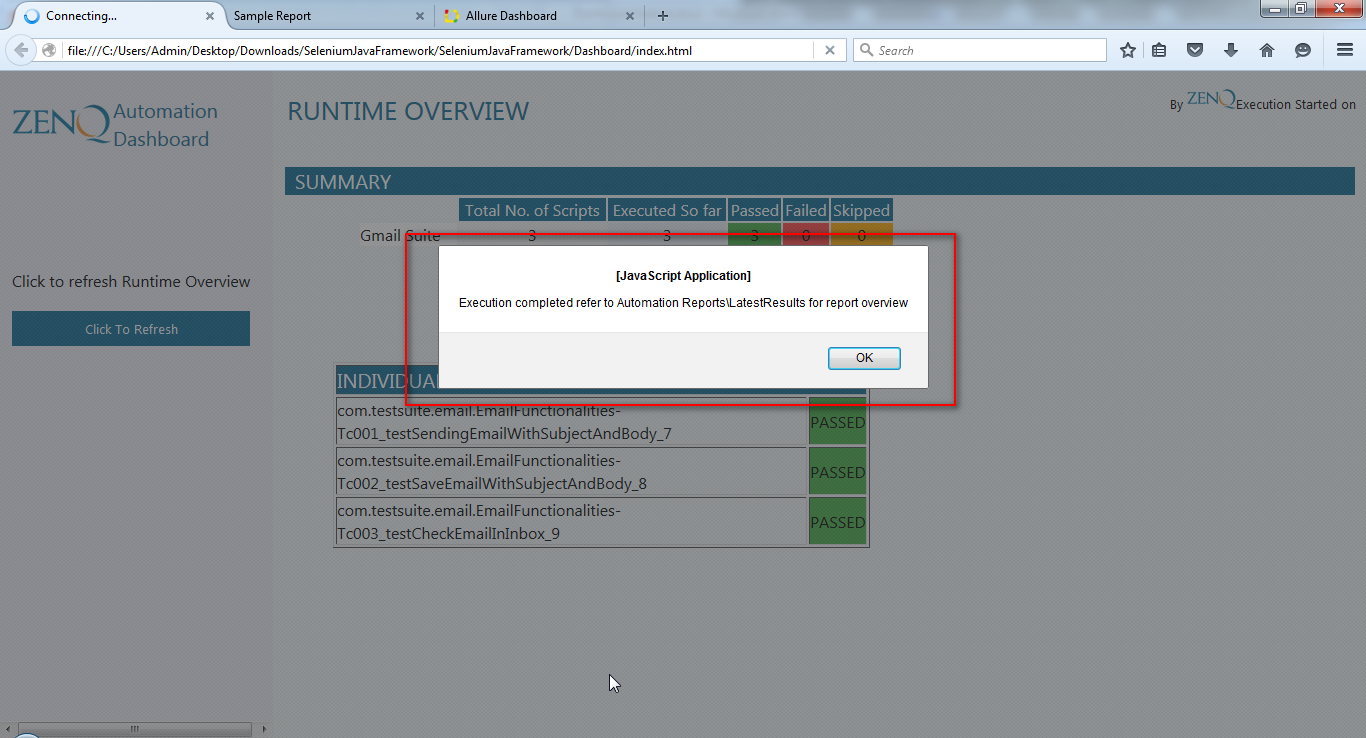 Connecting...
Sample Report
Allure Dashboard
file:///C:/Users/Admin/Desktop/Downloads/SeleniumJavaFramework/SeleniumJavaFramework/Dashboard/index.html
Search
ZENQ Automation
Dashboard
RUNTIME OVERVIEW
By ZENQ Execution Started on
SUMMARY
Total No. of Scripts Executed So far Passed Failed Skipped
Gmail Suite 3 3 3 0 0
[JavaScript Application]
Execution completed refer to Automation Reports\LatestResults for report overview
OK
Click to refresh Runtime Overview
Click To Refresh
com.testsuite.email.EmailFunctionalities-
Tc001_testSendingEmailWithSubjectAndBody_7
PASSED
com.testsuite.email.EmailFunctionalities-
Tc002_testSaveEmailWithSubjectAndBody_8
PASSED
com.testsuite.email.EmailFunctionalities-
Tc003_testCheckEmailInInbox_9
PASSED